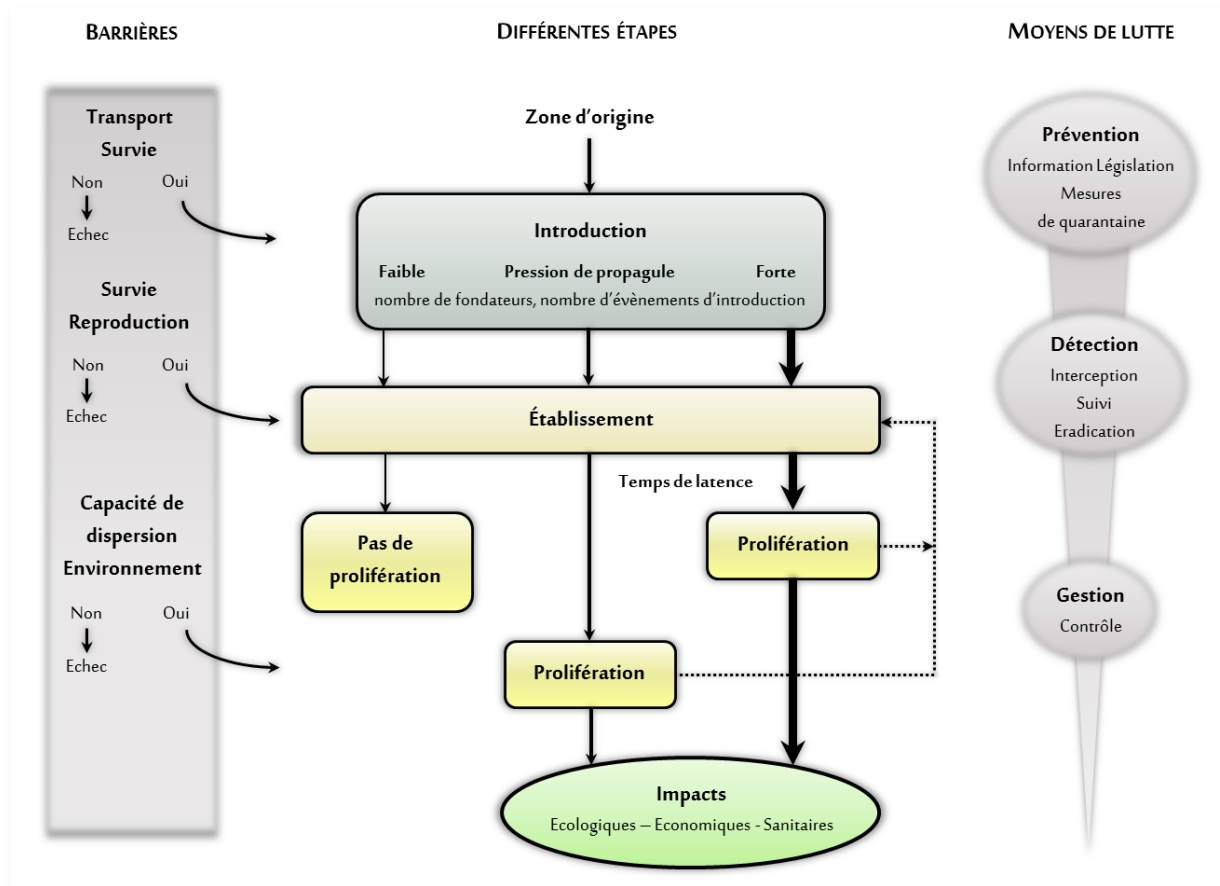 BARRIÈRES
DIFFÉRENTES ÉTAPES
MOYENS DE LUTTE
Transport
Survie
Non
Oui
Echec
Survie
Reproduction
Non
Oui
Echec
Capacité de
dispersion
Environnement
Non
Oui
Echec
Zone d'origine
Introduction
Faible
Pression de propagule
Forte
nombre de fondateurs, nombre d'évènements d'introduction
Établissement
Temps de latence
Pas de
prolifération
Prolifération
Prolifération
Impacts
Ecologiques – Economiques - Sanitaires
Prévention
Information Législation
Mesures
de quarantaine
Détection
Interception
Suivi
Eradication
Gestion
Contrôle